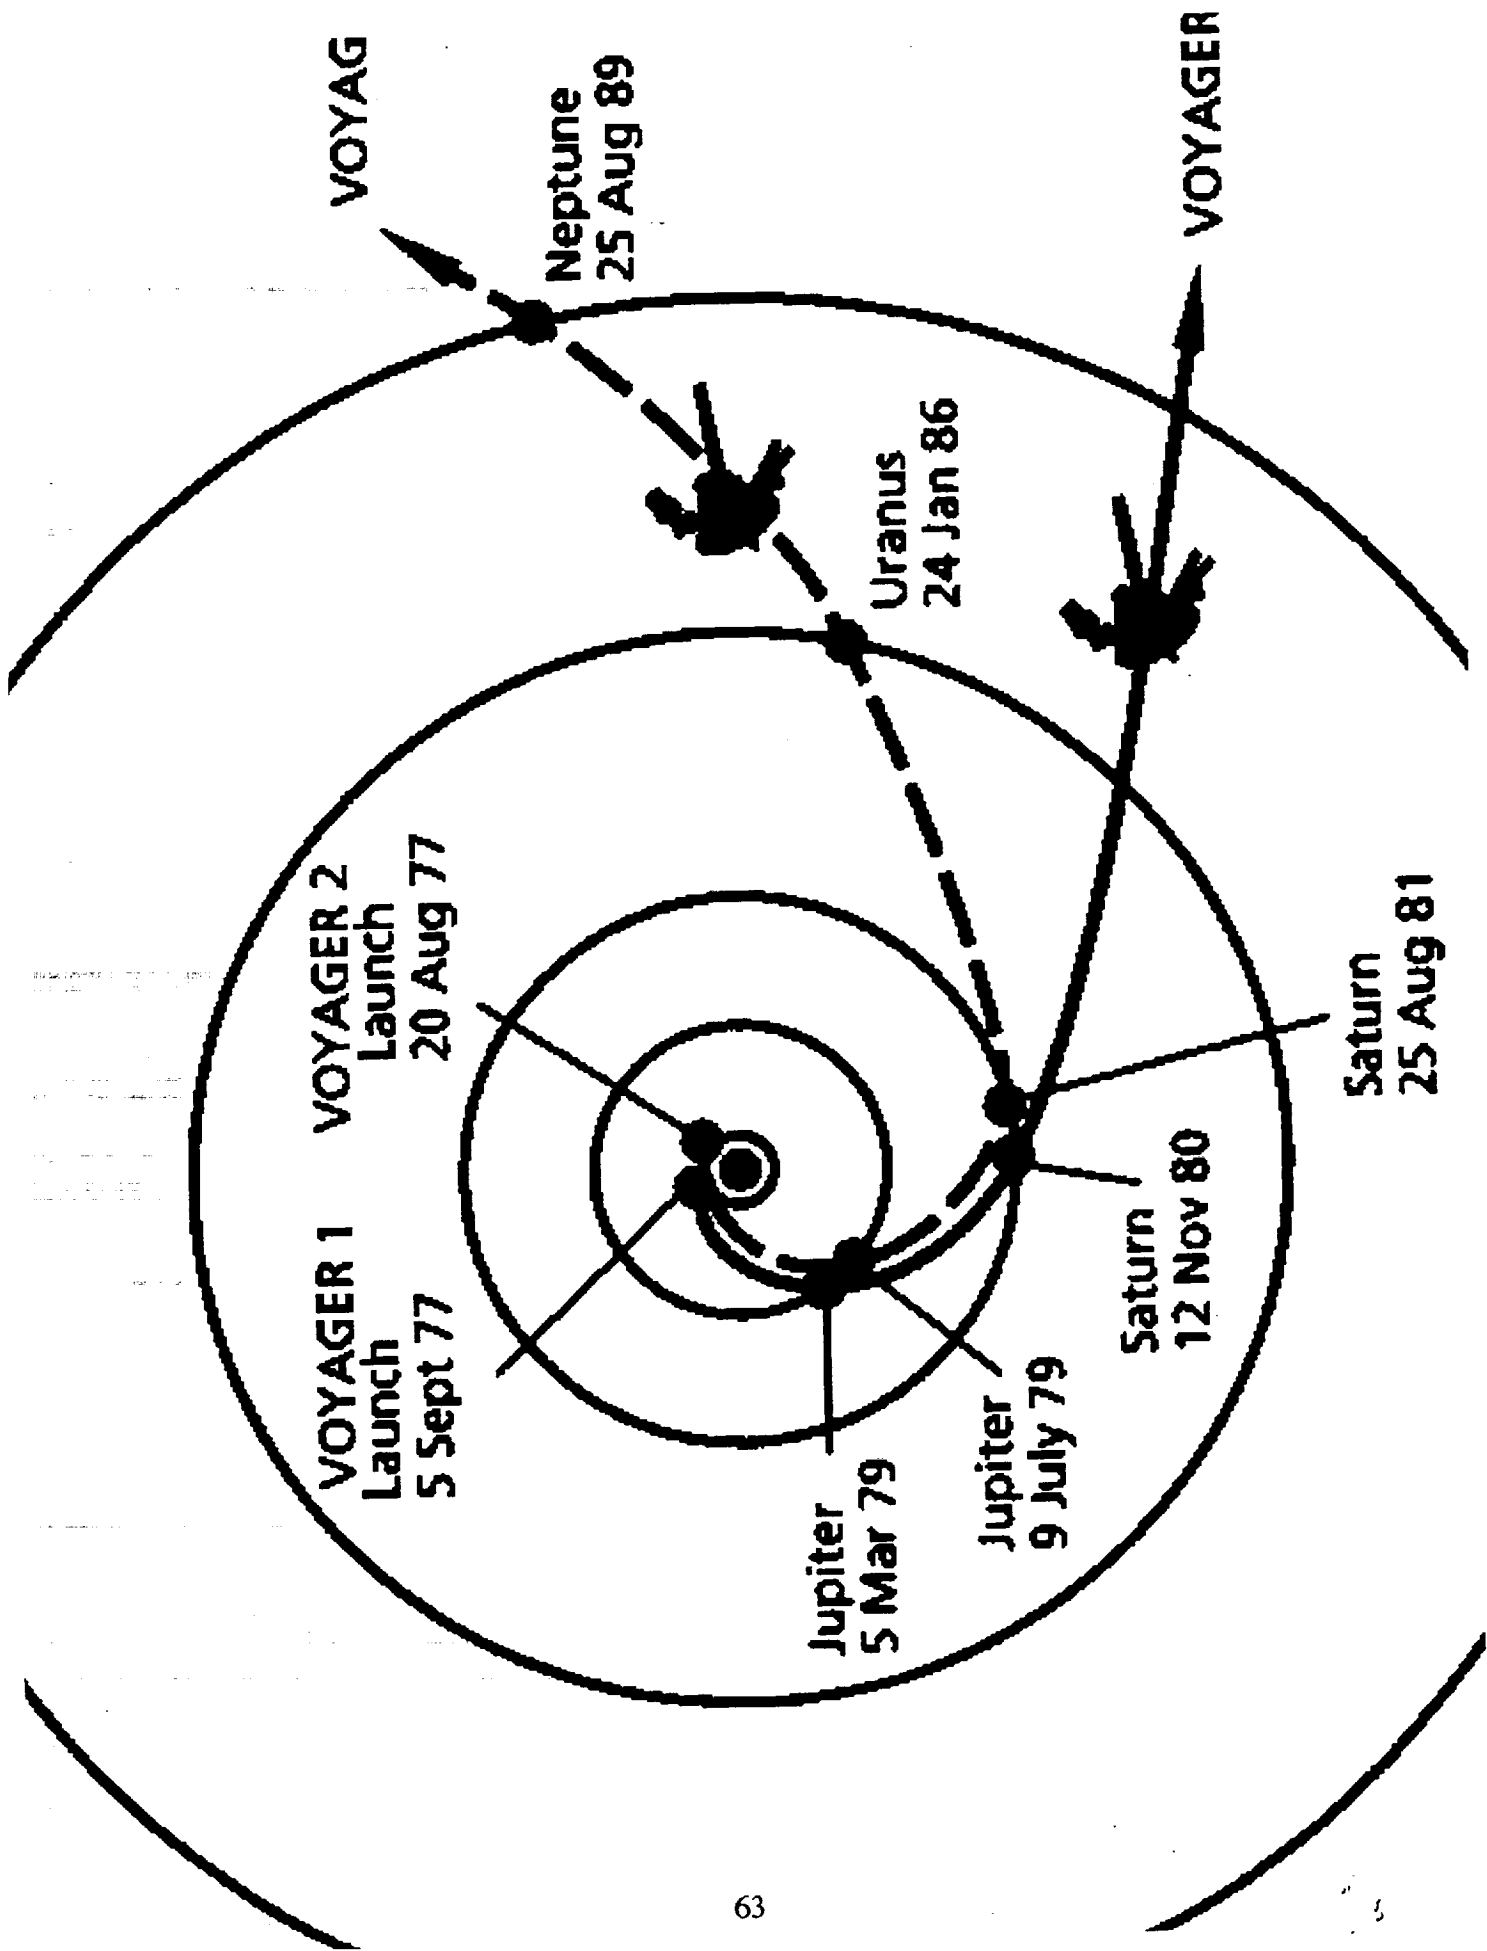 VOYAGER 1
Launch
5 Sept 77
VOYAGER 2
Launch
20 Aug 77
VOYAG
Neptune
25 Aug 89
Jupiter
5 Mar 79
Uranus
24 Jan 86
Jupiter
9 July 79
Saturn
12 Nov 80
VOYAGER
Saturn
25 Aug 81
63